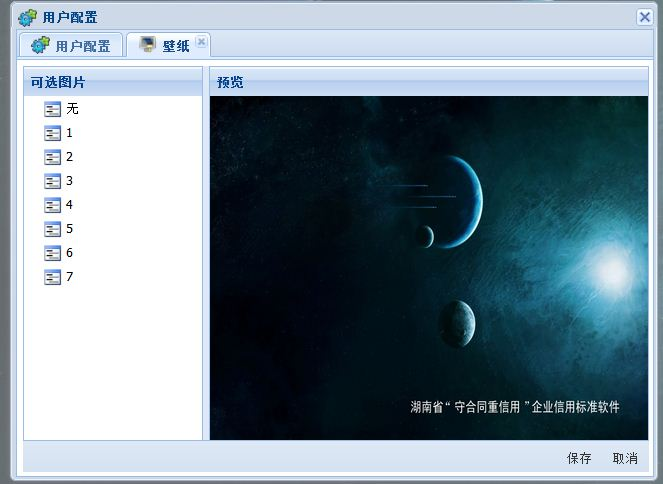 用户配置
用户配置
壁纸
可选图片
预览
无
1
2
3
4
5
6
7
湖南省“守合同重信用”企业信用标准软件
保存
取消